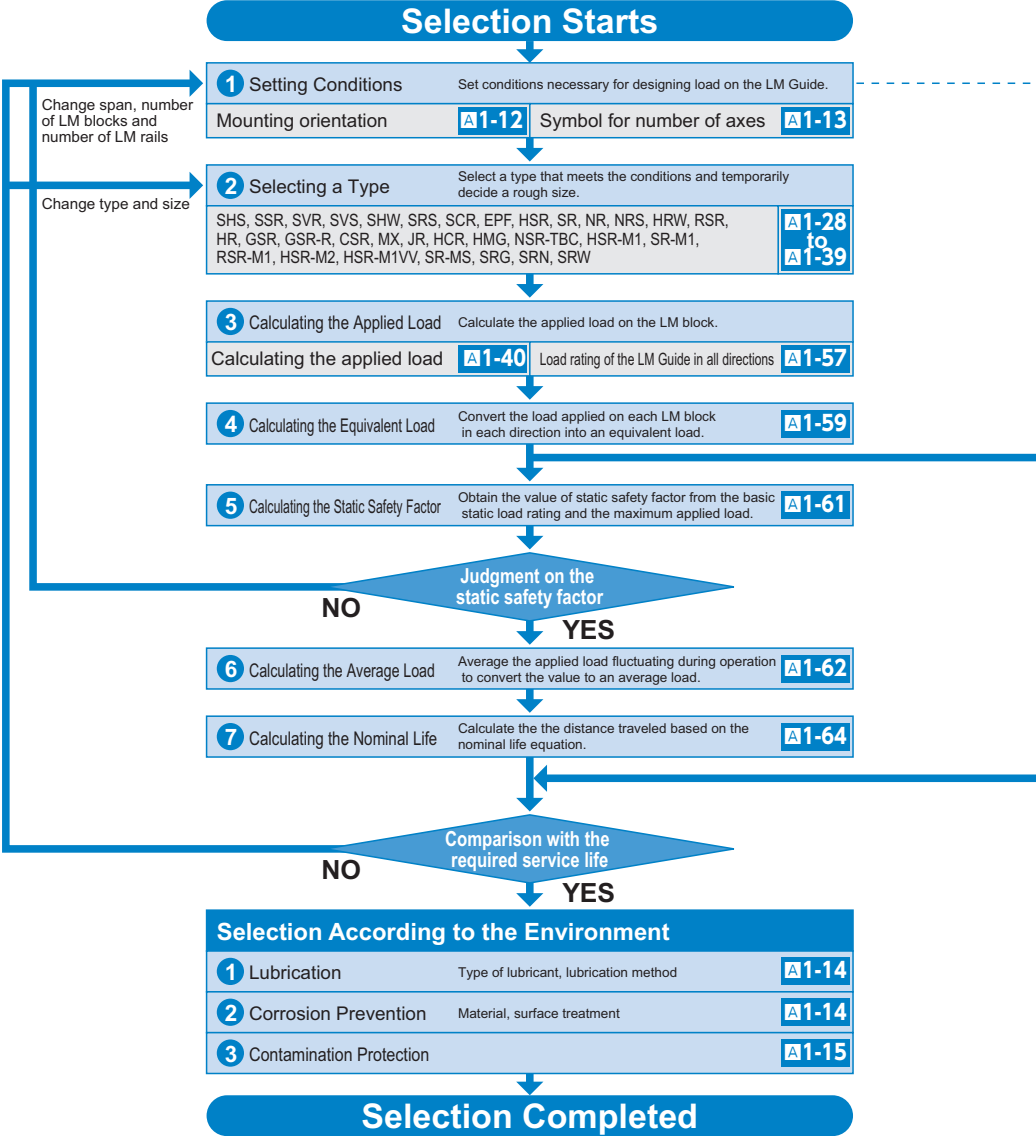 Selection Starts
1 Setting Conditions Set conditions necessary for designing load on the LM Guide.
Change span, number
of LM blocks and
number of LM rails
Mounting orientation A1-12 Symbol for number of axes A1-13
2 Selecting a Type Select a type that meets the conditions and temporarily
decide a rough size.
Change type and size
SHS, SSR, SVR, SVS, SHW, SRS, SCR, EPF, HSR, SR, NR, NRS, HRW, RSR,
HR, GSR, GSR-R, CSR, MX, JR, HCR, HMG, NSR-TBC, HSR-M1, SR-M1,
RSR-M1, HSR-M2, HSR-M1VV, SR-MS, SRG, SRN, SRW
A1-28
to
A1-39
3 Calculating the Applied Load Calculate the applied load on the LM block.
Calculating the applied load A1-40 Load rating of the LM Guide in all directions A1-57
4 Calculating the Equivalent Load Convert the load applied on each LM block
in each direction into an equivalent load.
A1-59
5 Calculating the Static Safety Factor Obtain the value of static safety factor from the basic
static load rating and the maximum applied load.
A1-61
Judgment on the
static safety factor
NO
YES
6 Calculating the Average Load Average the applied load fluctuating during operation
to convert the value to an average load.
A1-62
7 Calculating the Nominal Life Calculate the the distance traveled based on the
nominal life equation.
A1-64
Comparison with the
required service life
NO
YES
Selection According to the Environment
1 Lubrication Type of lubricant, lubrication method A1-14
2 Corrosion Prevention Material, surface treatment A1-14
3 Contamination Protection A1-15
Selection Completed